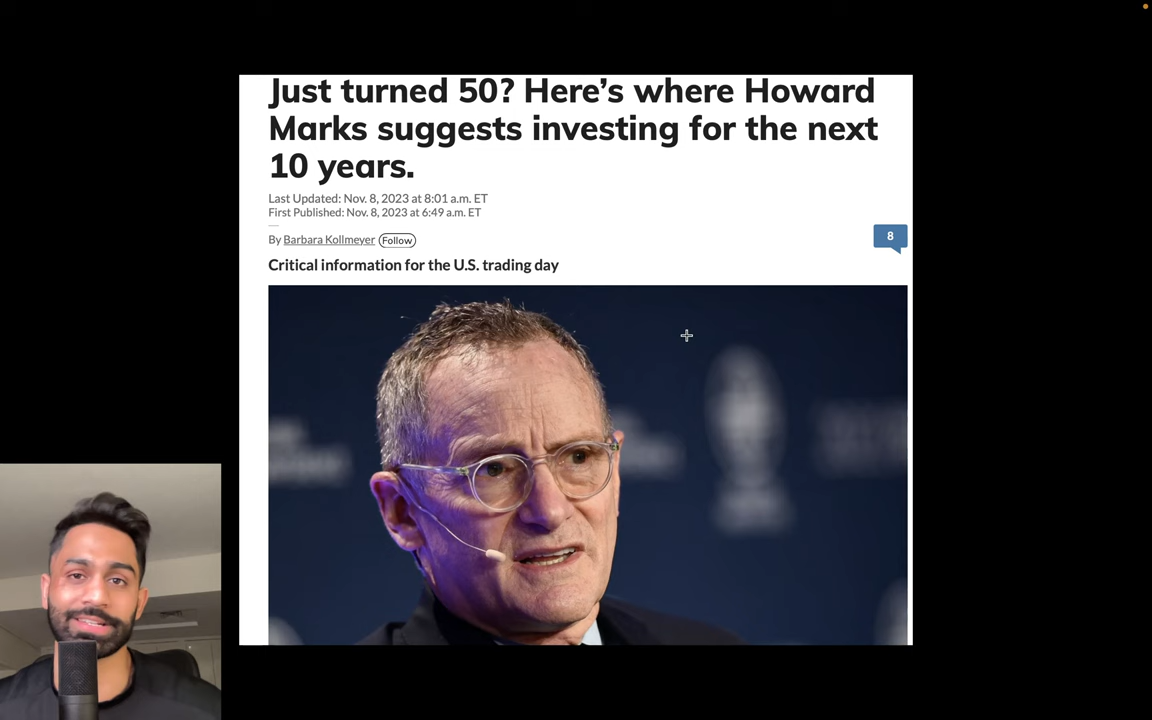 Just turned 50? Here’s where Howard
Marks suggests investing for the next
10 years.
Last Updated: Nov. 8, 2023 at 8:01 a.m. ET
First Published: Nov. 8, 2023 at 6:49 a.m. ET
By Barbara Kollmeyer Follow
8
Critical information for the U.S. trading day